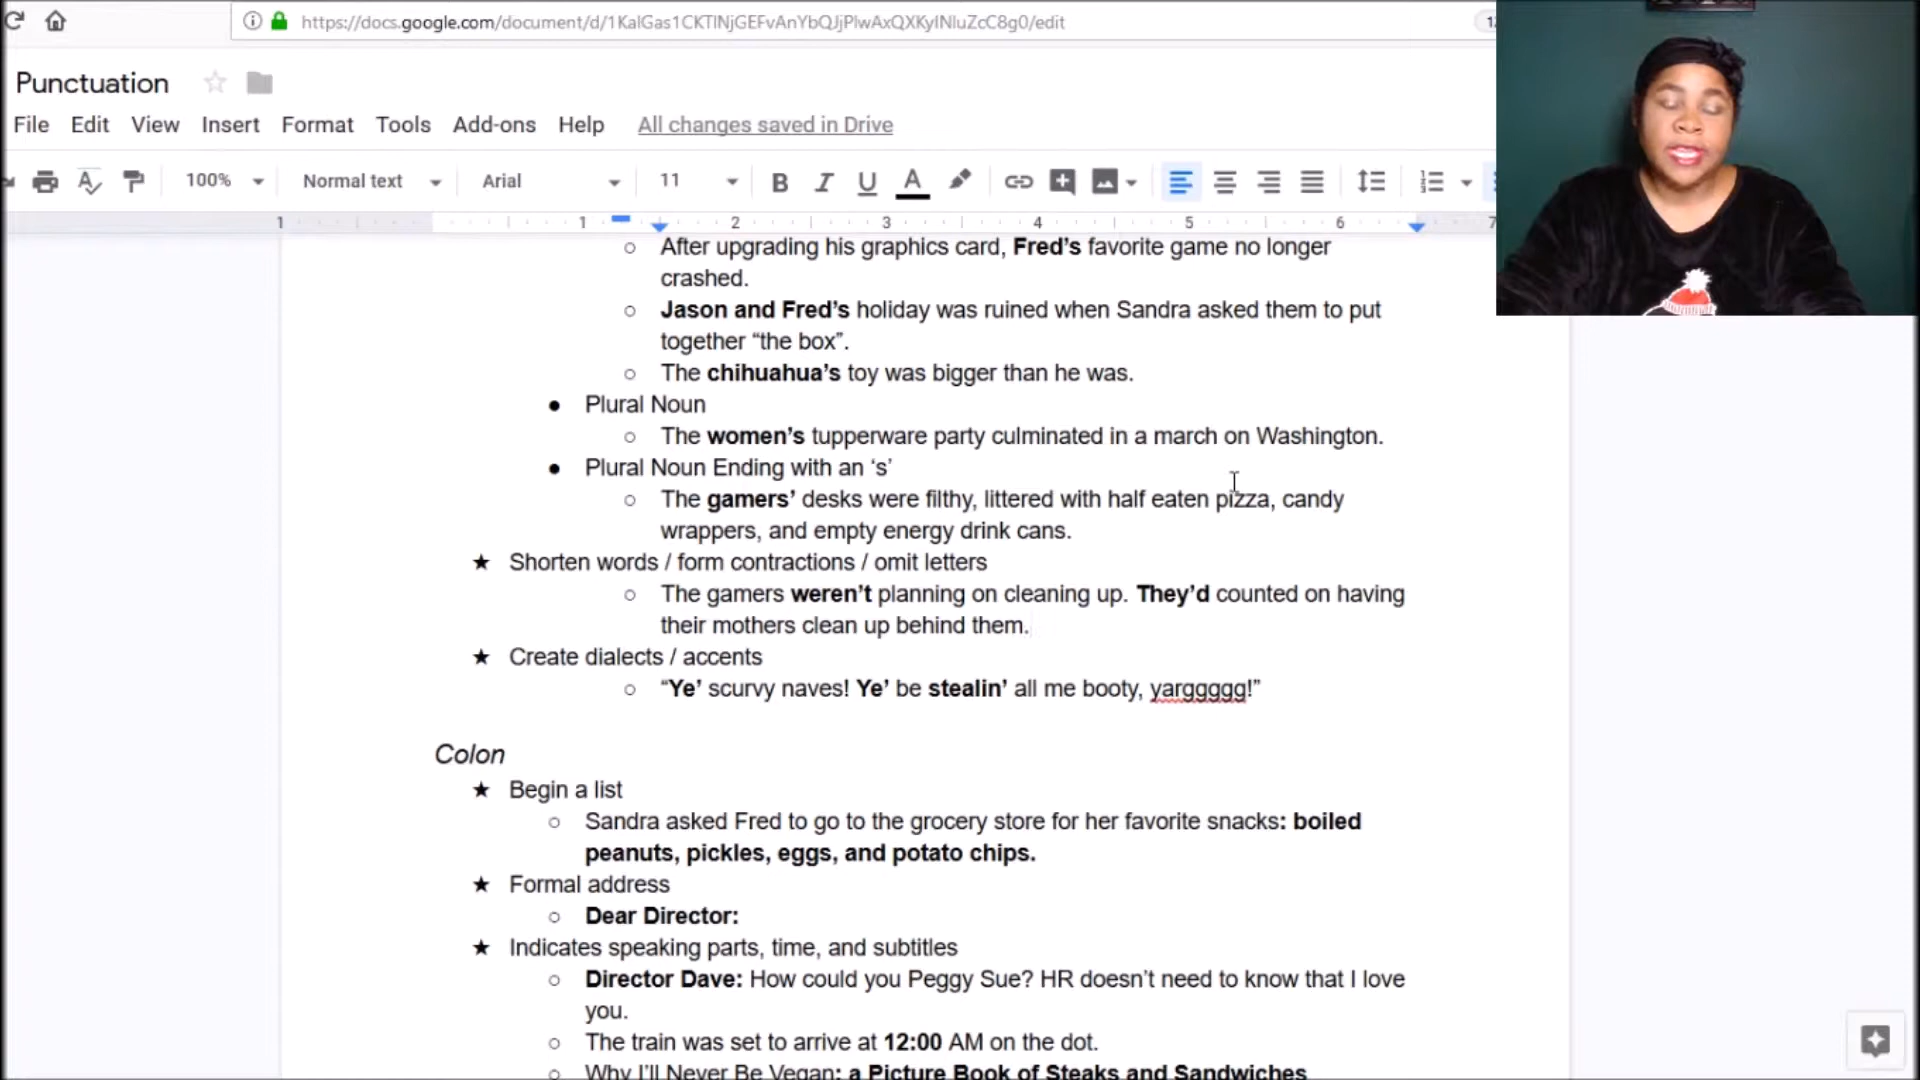 https://docs.google.com/document/d/1KalGas1CKTlNjGEFvAnYbQJjPlwAxQXKyINluZcC8g0/edit
Punctuation
File Edit View Insert Format Tools Add-ons Help All changes saved in Drive
100% Normal text Arial 11 B I U A
1 1 2 3 4 5 6 7
After upgrading his graphics card, Fred’s favorite game no longer
crashed.
Jason and Fred’s holiday was ruined when Sandra asked them to put
together “the box”.
The chihuahua’s toy was bigger than he was.
Plural Noun
The women’s tupperware party culminated in a march on Washington.
Plural Noun Ending with an ‘s’
The gamers’ desks were filthy, littered with half eaten pizza, candy
wrappers, and empty energy drink cans.
Shorten words / form contractions / omit letters
The gamers weren’t planning on cleaning up. They’d counted on having
their mothers clean up behind them.
Create dialects / accents
“Ye’ scurvy naves! Ye’ be stealin’ all me booty, yarggggg!”
Colon
Begin a list
Sandra asked Fred to go to the grocery store for her favorite snacks: boiled
peanuts, pickles, eggs, and potato chips.
Formal address
Dear Director:
Indicates speaking parts, time, and subtitles
Director Dave: How could you Peggy Sue? HR doesn’t need to know that I love
you.
The train was set to arrive at 12:00 AM on the dot.
Why I’ll Never Be Vegan: a Picture Book of Steaks and Sandwiches